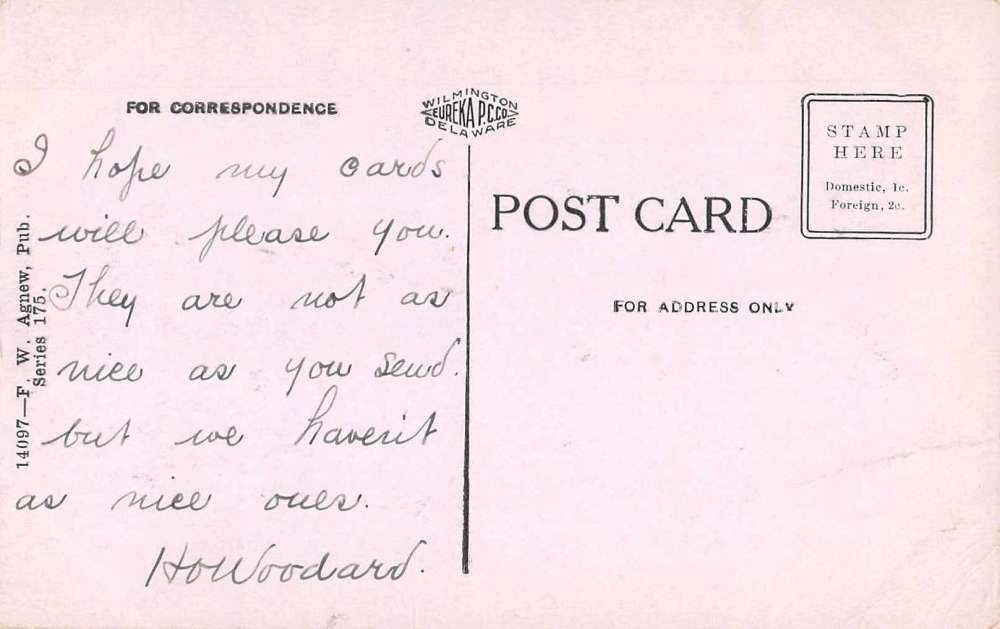 FOR CORRESPONDENCE
I hope my cards
will please you.
They are not as
nice as you send.
but we haven't
as nice ones.
HoWoodard.
14097—F. W. Agnew, Pub.
Series 175.
WILMINGTON
EUREKA P.C.CO.
DELAWARE
POST CARD
FOR ADDRESS ONLY
STAMP
HERE
Domestic, 1c.
Foreign, 2c.